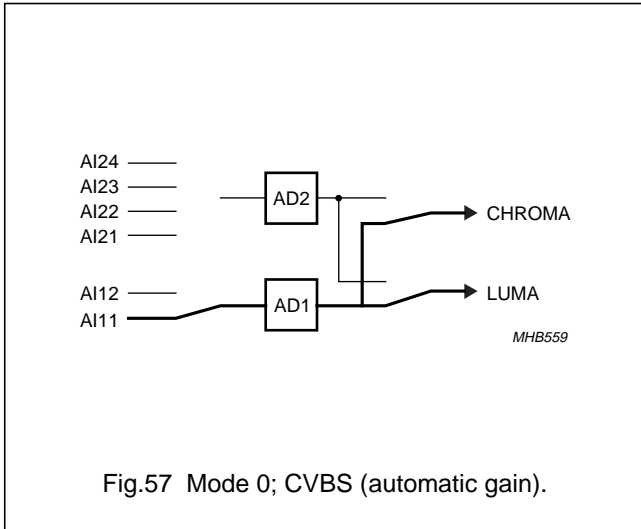 AI24
AI23
AI22
AI21
AD2
CHROMA
AI12
AI11
AD1
LUMA
MHB559
Fig.57 Mode 0; CVBS (automatic gain).